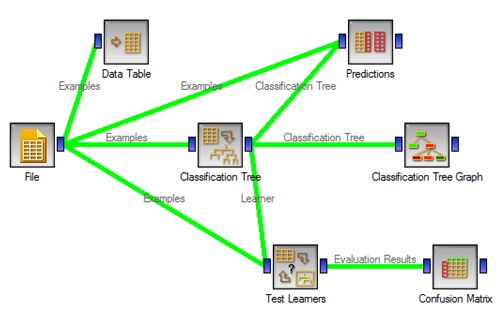 Data Table
Predictions
Examples
Examples
Classification Tree
Examples
Classification Tree
File
Classification Tree
Classification Tree Graph
Examples
Learner
Evaluation Results
?
Test Learners
Confusion Matrix